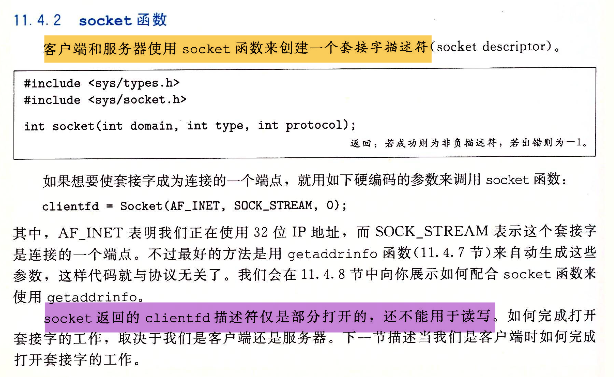 11.4.2 socket 函数
客户端和服务器使用 socket 函数来创建一个套接字描述符(socket descriptor)。
#include <sys/types.h>
#include <sys/socket.h>
int socket(int domain, int type, int protocol);
返回：若成功则为非负描述符，若出错则为-1。
如果想要使套接字成为连接的一个端点，就用如下硬编码的参数来调用 socket 函数：
clientfd = Socket(AF_INET, SOCK_STREAM, 0);
其中，AF_INET 表明我们正在使用 32 位 IP 地址，而 SOCK_STREAM 表示这个套接字
是连接的一个端点。不过最好的方法是用 getaddrinfo 函数(11.4.7 节)来自动生成这些
参数，这样代码就与协议无关了。我们会在 11.4.8 节中向你展示如何配合 socket 函数来
使用 getaddrinfo。
socket 返回的 clientfd 描述符仅是部分打开的，还不能用于读写。如何完成打开
套接字的工作，取决于我们是客户端还是服务器。下一节描述当我们是客户端时如何完成
打开套接字的工作。